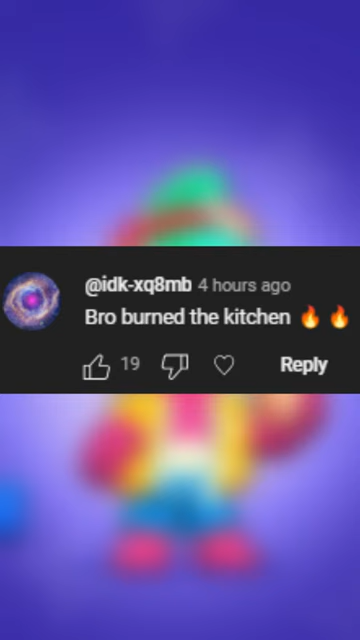 @idk-xq8mb 4 hours ago
Bro burned the kitchen 🔥🔥
19 Reply